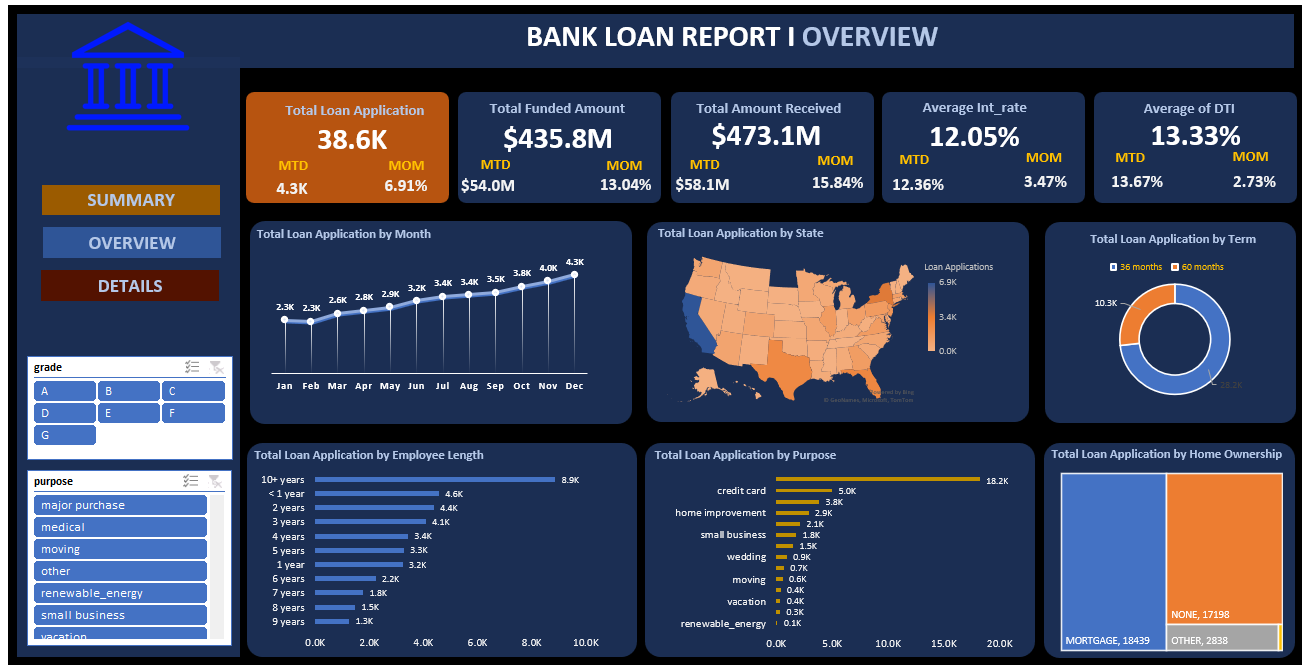 BANK LOAN REPORT I OVERVIEW
Total Loan Application
38.6K
MTD
MOM
4.3K
6.91%
Total Funded Amount
$435.8M
MTD
MOM
$54.0M
13.04%
Total Amount Received
$473.1M
MTD
MOM
$58.1M
15.84%
Average Int_rate
12.05%
MTD
MOM
12.36%
3.47%
Average of DTI
13.33%
MTD
MOM
13.67%
2.73%
SUMMARY
OVERVIEW
DETAILS
grade
A
B
C
D
E
F
G
purpose
major purchase
medical
moving
other
renewable_energy
small business
vacation
Total Loan Application by Month
2.3K
2.3K
2.6K
2.8K
2.9K
3.2K
3.4K
3.4K
3.5K
3.8K
4.0K
4.3K
Jan Feb Mar Apr May Jun Jul Aug Sep Oct Nov Dec
Total Loan Application by State
Loan Applications
6.9K
3.4K
0.0K
Powered by Bing
© GeoNames, Microsoft, TomTom
Total Loan Application by Term
36 months
60 months
10.3K
28.2K
Total Loan Application by Employee Length
10+ years 8.9K
< 1 year 4.6K
2 years 4.4K
3 years 4.1K
4 years 3.4K
5 years 3.3K
1 year 3.2K
6 years 2.2K
7 years 1.8K
8 years 1.5K
9 years 1.3K
0.0K 2.0K 4.0K 6.0K 8.0K 10.0K
Total Loan Application by Purpose
18.2K
credit card 5.0K
3.8K
home improvement 2.9K
2.1K
small business 1.8K
1.5K
wedding 0.9K
0.7K
moving 0.6K
0.4K
vacation 0.4K
0.3K
renewable_energy 0.1K
0.0K 5.0K 10.0K 15.0K 20.0K
Total Loan Application by Home Ownership
MORTGAGE, 18439
NONE, 17198
OTHER, 2838